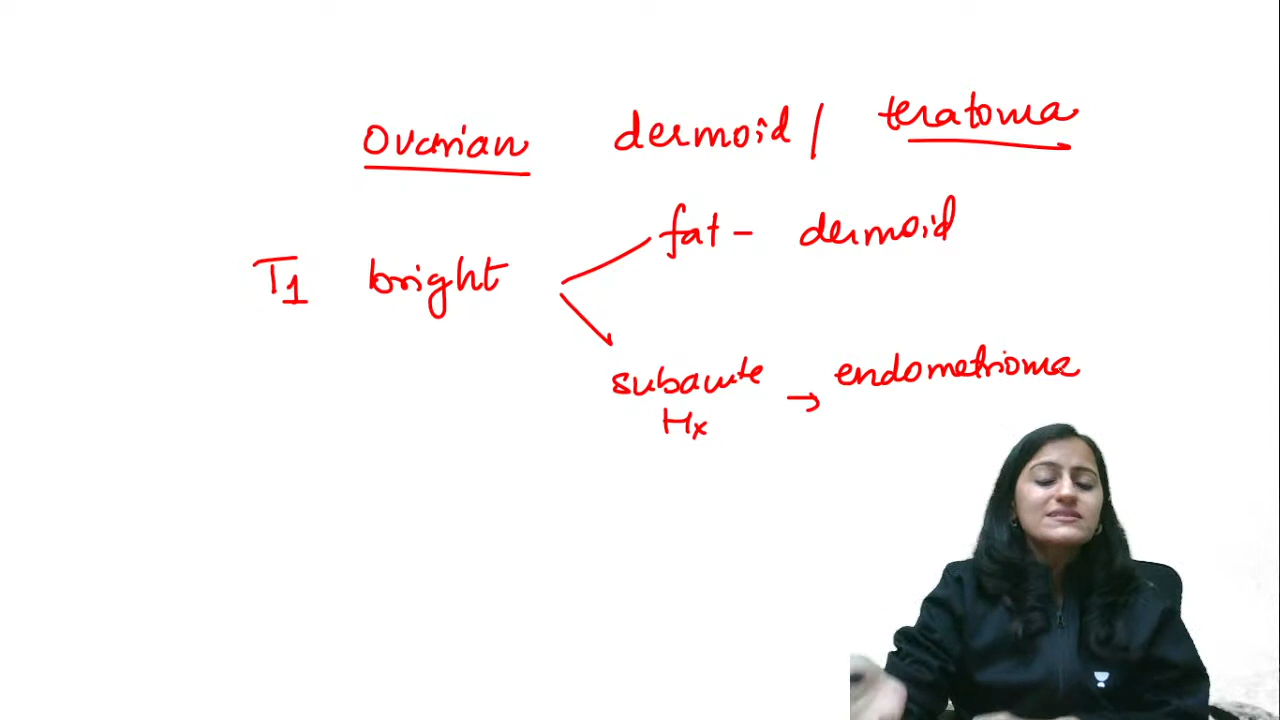 Ovarian dermoid / teratoma
T1 bright
fat - dermoid
subacute → endometrioma
Hx